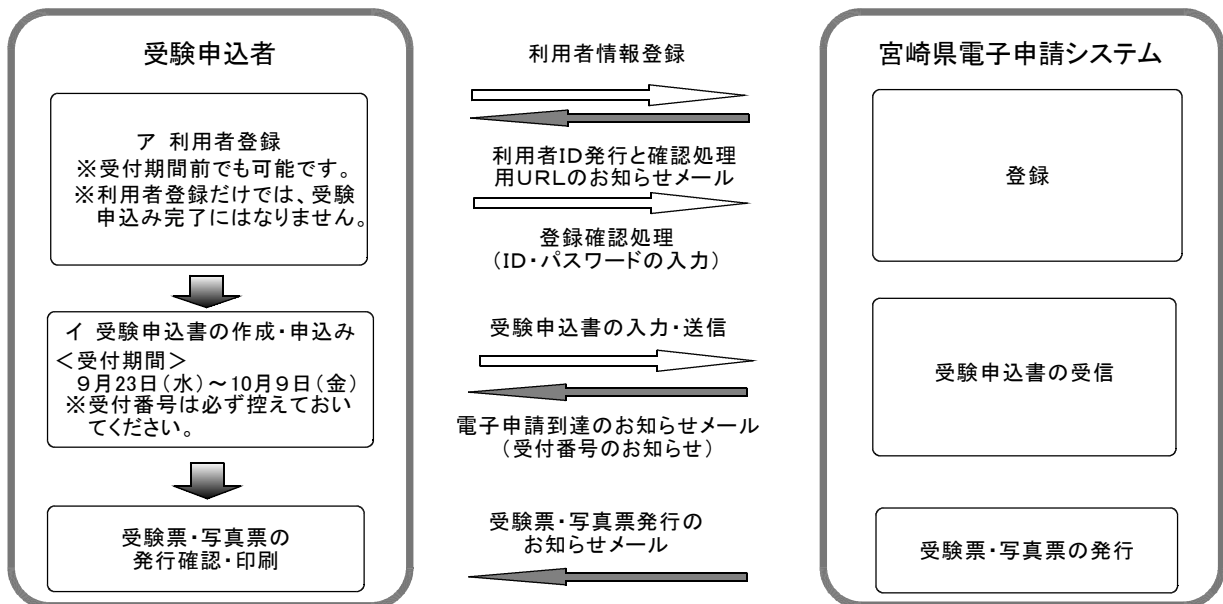 受験申込者
ア 利用者登録
※受付期間前でも可能です。
※利用者登録だけでは、受験
申込み完了にはなりません。
イ 受験申込書の作成・申込み
<受付期間>
9月23日(水)~10月9日(金)
※受付番号は必ず控えておい
てください。
受験票・写真票の
発行確認・印刷
利用者情報登録
利用者ID発行と確認処理
用URLのお知らせメール
登録確認処理
(ID・パスワードの入力)
受験申込書の入力・送信
電子申請到達のお知らせメール
(受付番号のお知らせ)
受験票・写真票発行の
お知らせメール
宮崎県電子申請システム
登録
受験申込書の受信
受験票・写真票の発行